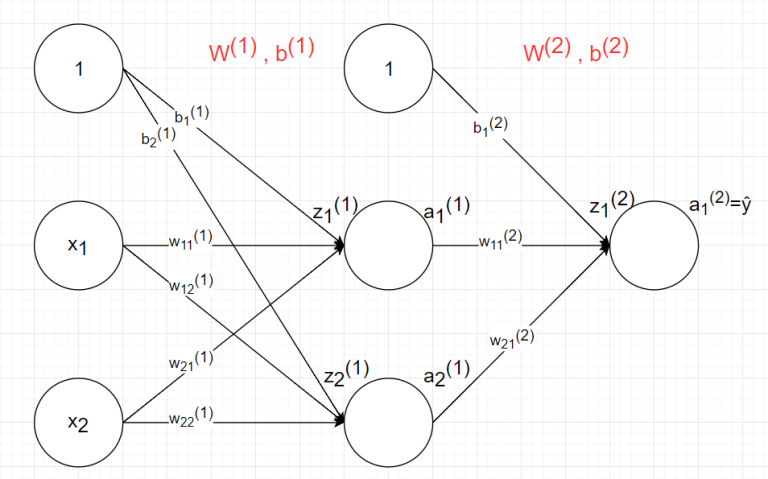 W⁽¹⁾ , b⁽¹⁾
W⁽²⁾ , b⁽²⁾
1
1
b₁⁽¹⁾
b₂⁽¹⁾
b₁⁽²⁾
x₁
w₁₁⁽¹⁾
z₁⁽¹⁾
a₁⁽¹⁾
w₁₁⁽²⁾
z₁⁽²⁾
a₁⁽²⁾=ŷ
w₁₂⁽¹⁾
w₂₁⁽¹⁾
w₂₁⁽²⁾
z₂⁽¹⁾
a₂⁽¹⁾
x₂
w₂₂⁽¹⁾